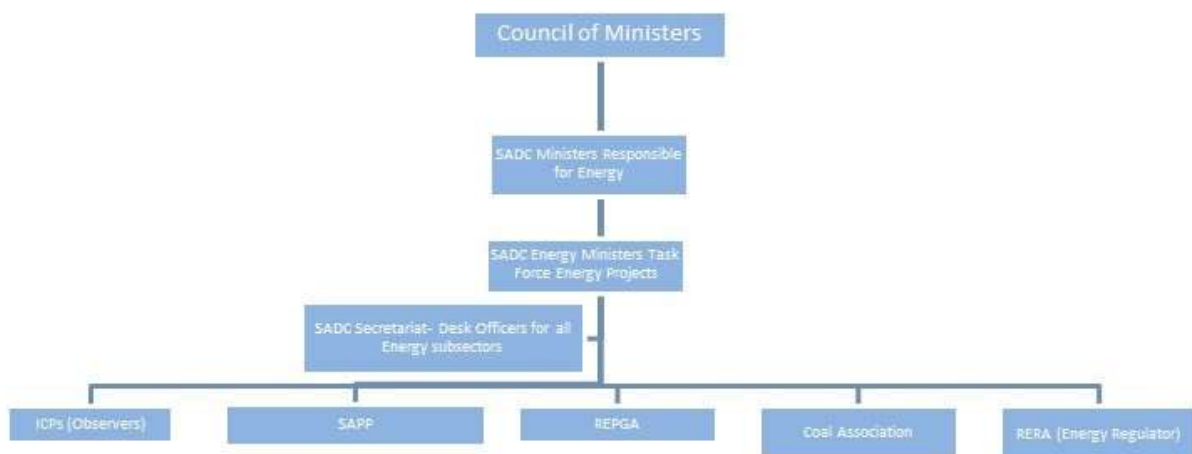 Council of Ministers
SADC Ministers Responsible
for Energy
SADC Energy Ministers Task
Force Energy Projects
SADC Secretariat- Desk Officers for all
Energy subsectors
ICPs (Observers)
SAPP
REPGA
Coal Association
RERA (Energy Regulator)